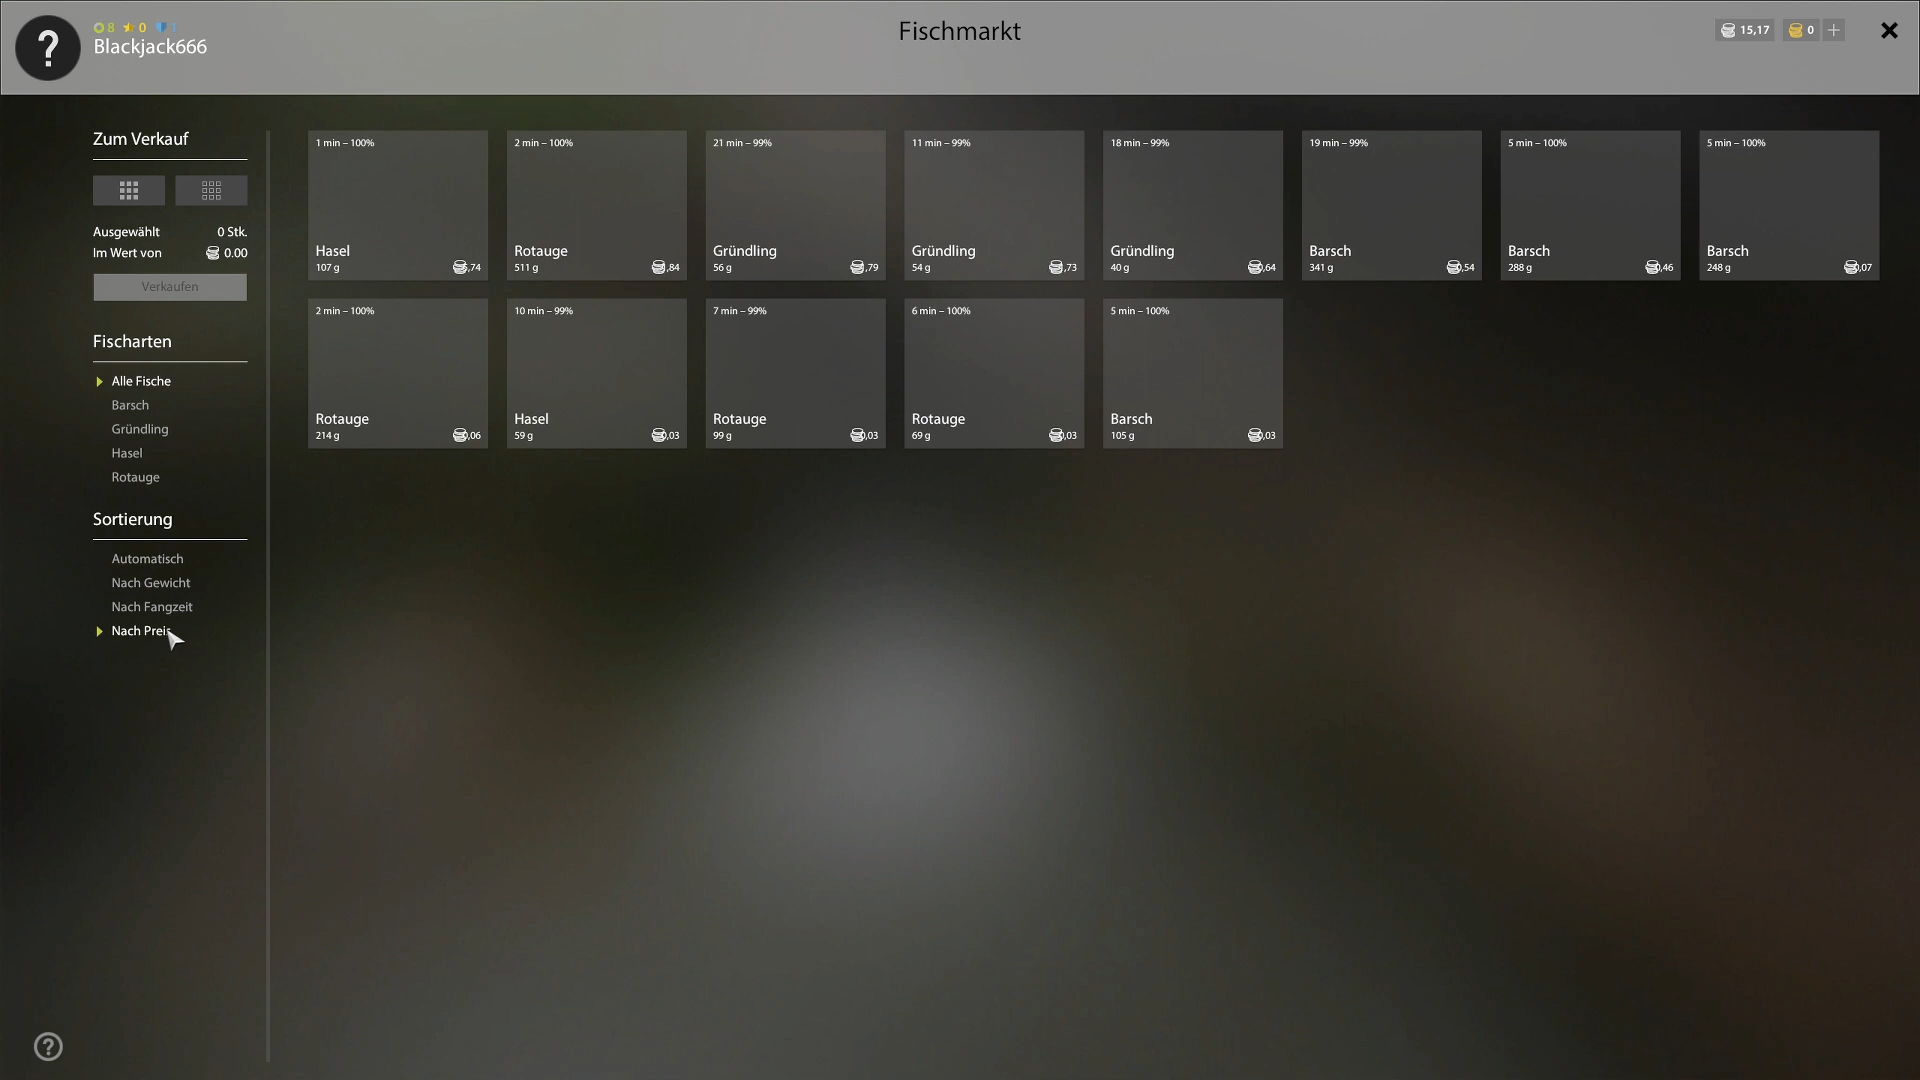 8 0 1
Blackjack666
Fischmarkt
15,17 0
Zum Verkauf
Ausgewählt 0 Stk.
Im Wert von 0.00
Verkaufen
Fischarten
Alle Fische
Barsch
Gründling
Hasel
Rotauge
Sortierung
Automatisch
Nach Gewicht
Nach Fangzeit
Nach Preis
1 min – 100%
Hasel
107 g ,74
2 min – 100%
Rotauge
511 g ,84
21 min – 99%
Gründling
56 g ,79
11 min – 99%
Gründling
54 g ,73
18 min – 99%
Gründling
40 g ,64
19 min – 99%
Barsch
341 g ,54
5 min – 100%
Barsch
288 g ,46
5 min – 100%
Barsch
248 g ,07
2 min – 100%
Rotauge
214 g ,06
10 min – 99%
Hasel
59 g ,03
7 min – 99%
Rotauge
99 g ,03
6 min – 100%
Rotauge
69 g ,03
5 min – 100%
Barsch
105 g ,03